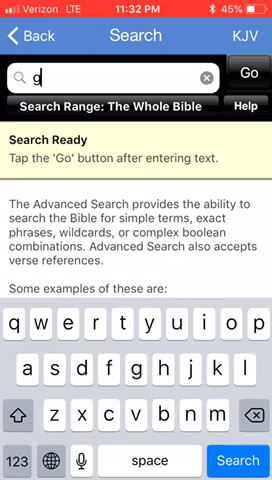 Verizon LTE 11:32 PM 45%
Back Search KJV
g Go
Search Range: The Whole Bible Help
Search Ready
Tap the 'Go' button after entering text.
The Advanced Search provides the ability to
search the Bible for simple terms, exact
phrases, wildcards, or complex boolean
combinations. Advanced Search also accepts
verse references.
Some examples of these are:
q w e r t y u i o p
a s d f g h j k l
z x c v b n m
123 space Search